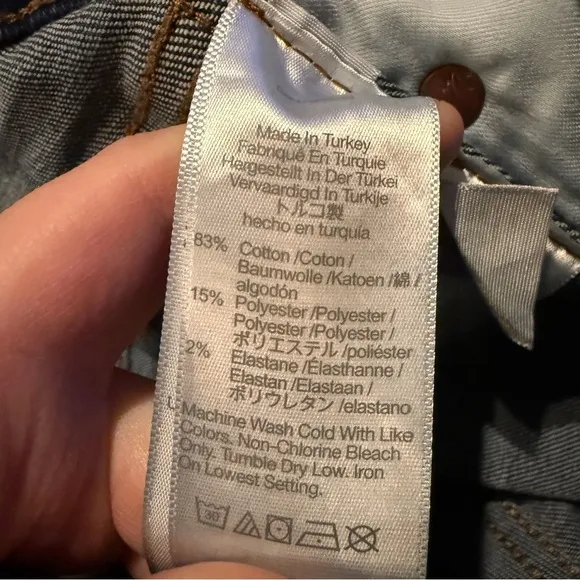 Made In Turkey
Fabriqué En Turquie
Hergestellt In Der Türkei
Vervaardigd In Turkije
トルコ製
hecho en turquía
83% Cotton /Coton /
Baumwolle /Katoen /綿 /
algodón
15% Polyester /Polyester /
Polyester /Polyester /
ポリエステル /poliéster
2% Elastane /Élasthanne /
Elastan /Elastaan /
ポリウレタン /elastano
Machine Wash Cold With Like
Colors. Non-Chlorine Bleach
Only. Tumble Dry Low. Iron
On Lowest Setting.
30